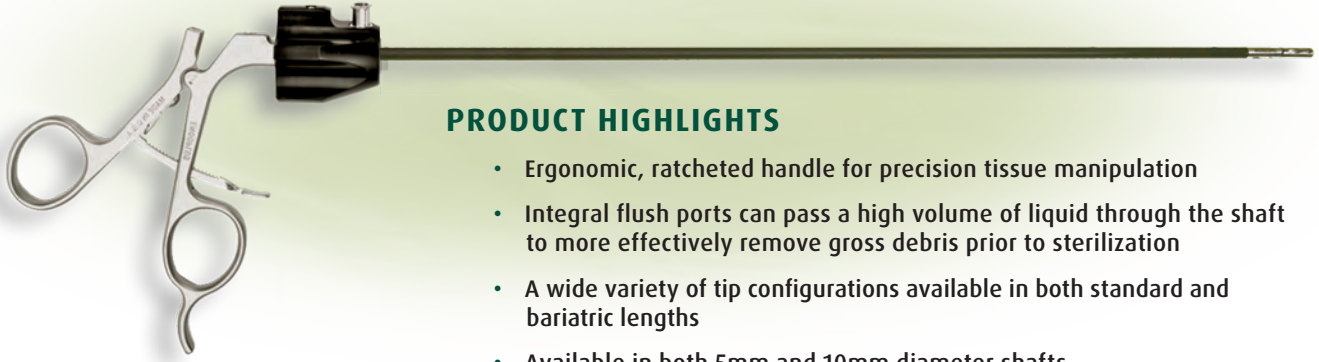 PRODUCT HIGHLIGHTS
• Ergonomic, ratcheted handle for precision tissue manipulation
• Integral flush ports can pass a high volume of liquid through the shaft
to more effectively remove gross debris prior to sterilization
• A wide variety of tip configurations available in both standard and
bariatric lengths
• Available in both 5mm and 10mm diameter shafts